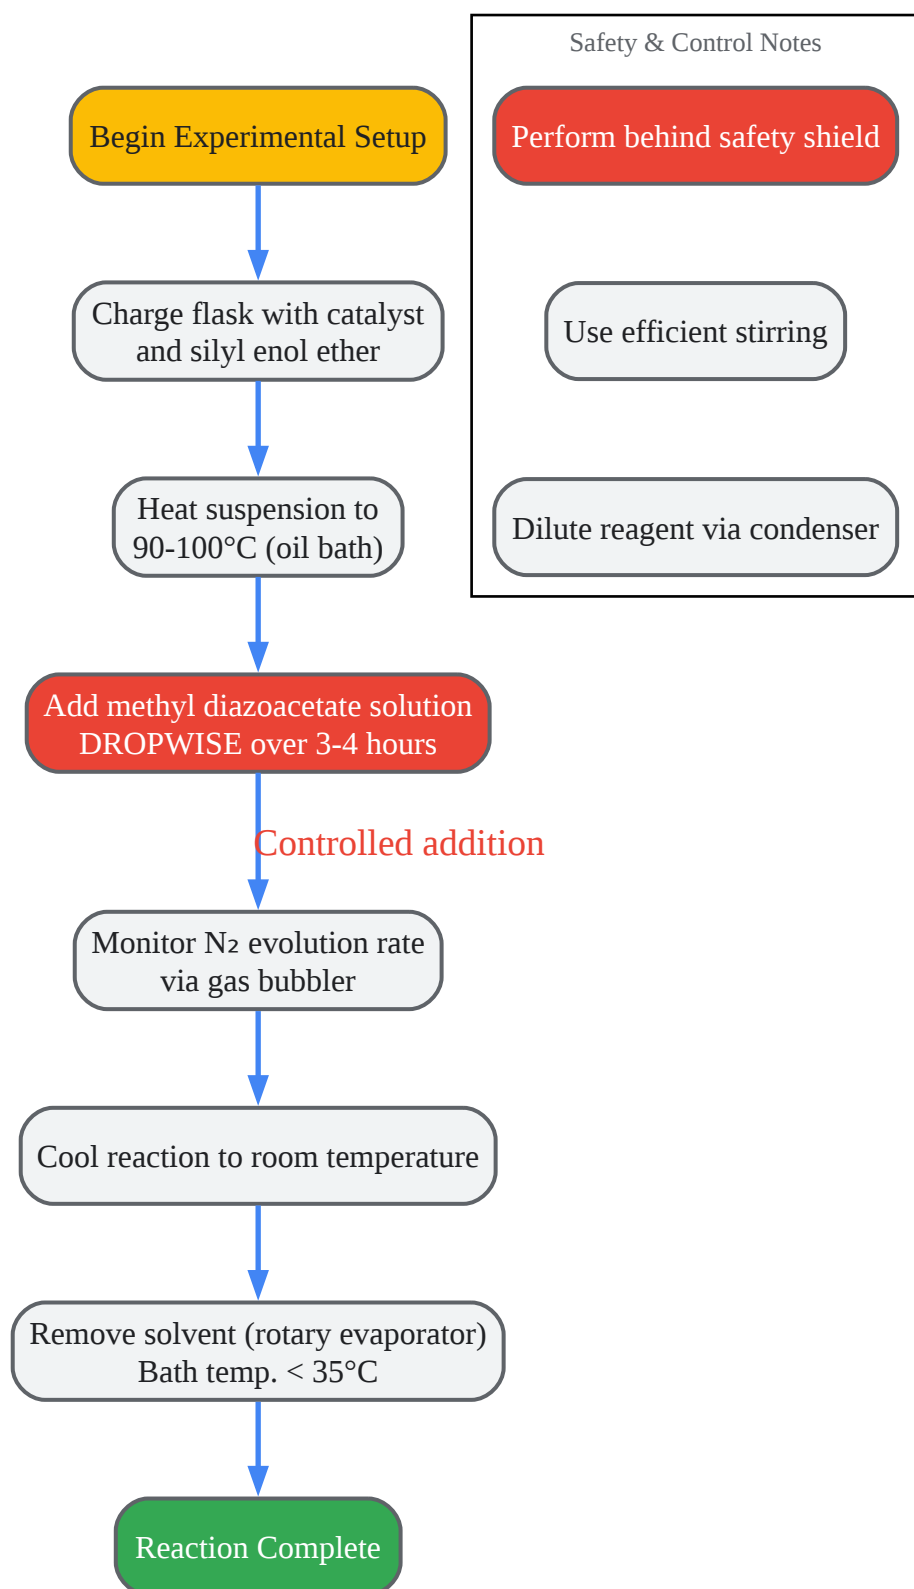 Safety & Control Notes
Begin Experimental Setup
Perform behind safety shield
Charge flask with catalyst
and silyl enol ether
Use efficient stirring
Heat suspension to
90-100°C (oil bath)
Dilute reagent via condenser
Add methyl diazoacetate solution
DROPWISE over 3-4 hours
Controlled addition
Monitor N₂ evolution rate
via gas bubbler
Cool reaction to room temperature
Remove solvent (rotary evaporator)
Bath temp. < 35°C
Reaction Complete